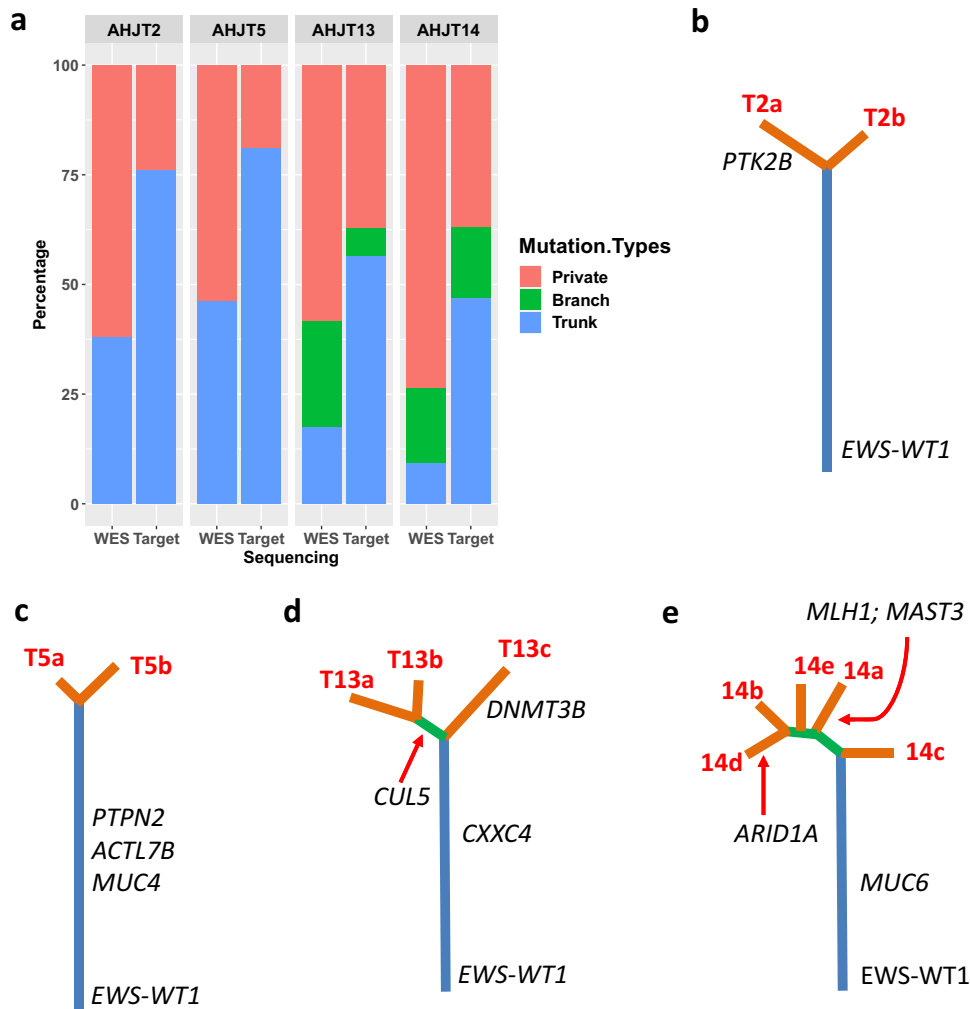 a
AHJT2 AHJT5 AHJT13 AHJT14
100
75
50
25
0
Percentage
WES Target WES Target WES Target WES Target
Sequencing
Mutation.Types
Private
Branch
Trunk
b
T2a
T2b
PTK2B
EWS-WT1
c
T5a
T5b
PTPN2
ACTL7B
MUC4
EWS-WT1
d
T13a
T13b
T13c
DNMT3B
CUL5
CXXC4
EWS-WT1
e
MLH1; MAST3
14b
14e
14a
14d
14c
ARID1A
MUC6
EWS-WT1